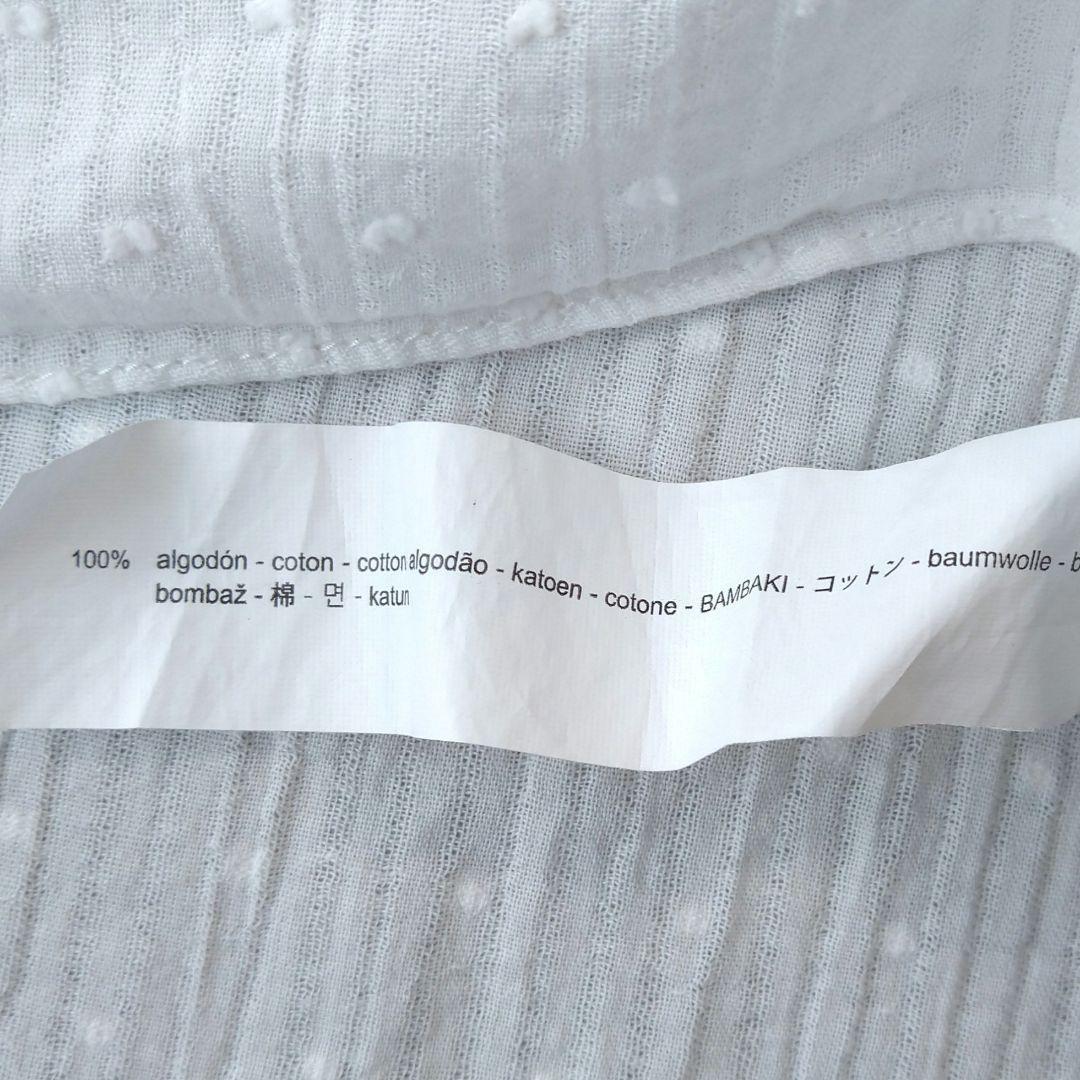 100% algodón - coton - cotton algodão - katoen - cotone - BAMBAKI - コットン - baumwolle - b
bombaž - 棉 - 면 - katun